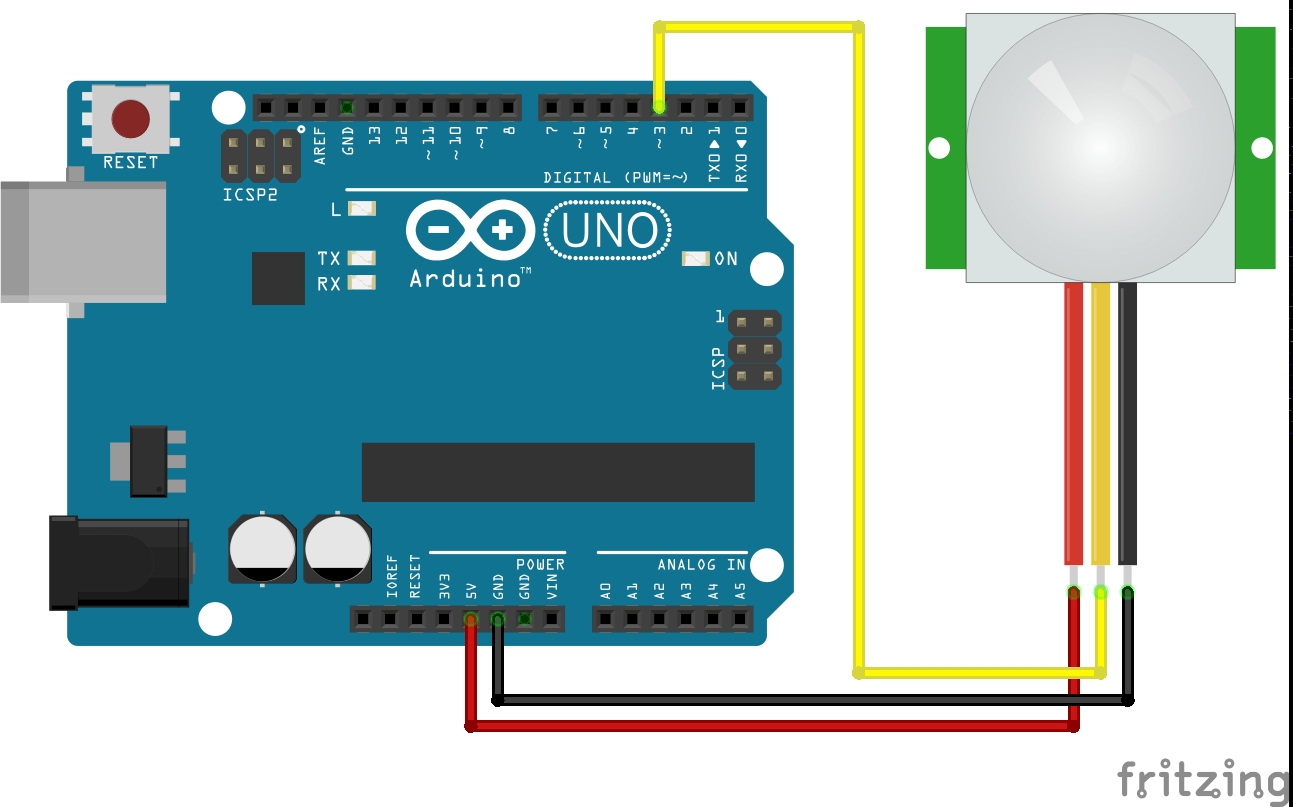 RESET
ICSP2
AREF
GND
13
12
~11
~10
~9
8
7
~6
~5
4
~3
2
TX0▶1
RX0◀0
DIGITAL (PWM=~)
L
TX
RX
Arduino™
UNO
ON
1
ICSP
IOREF
RESET
3V3
5V
GND
GND
VIN
POWER
ANALOG IN
A0
A1
A2
A3
A4
A5
fritzing